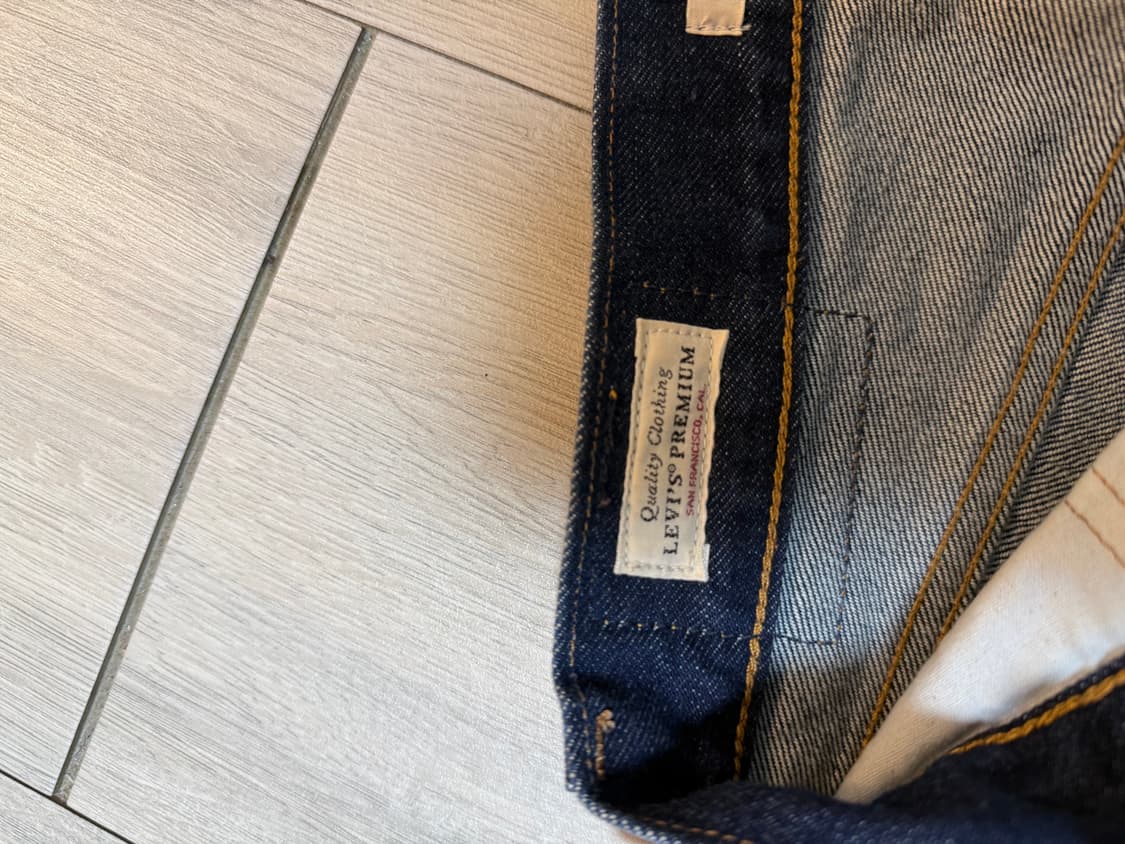 Quality Clothing
LEVI'S® PREMIUM
SAN FRANCISCO, CAL.